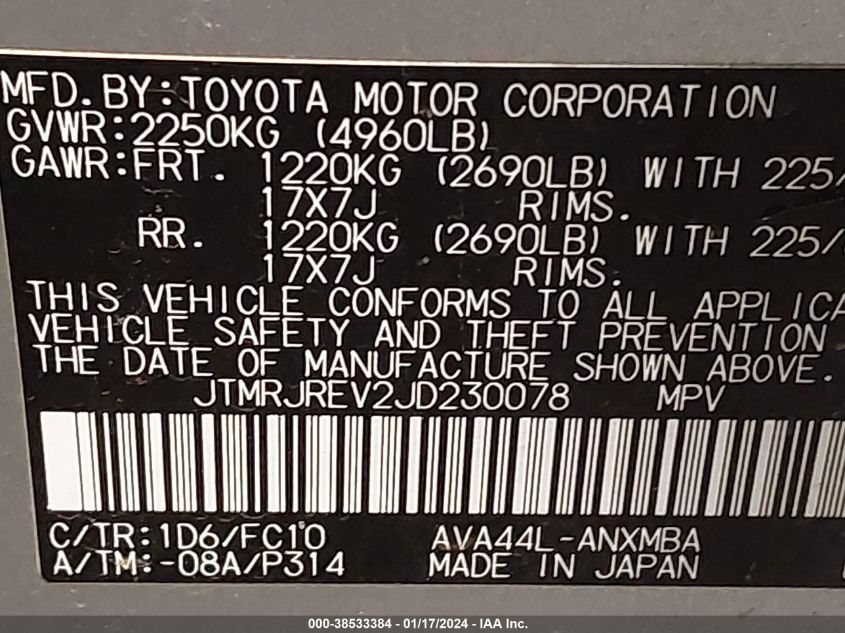 MFD.BY:TOYOTA MOTOR CORPORATION
GVWR:2250KG (4960LB)
GAWR:FRT. 1220KG (2690LB) WITH 225/
17X7J RIMS.
RR. 1220KG (2690LB) WITH 225/
17X7J RIMS.
THIS VEHICLE CONFORMS TO ALL APPLICA
VEHICLE SAFETY AND THEFT PREVENTION
THE DATE OF MANUFACTURE SHOWN ABOVE.
JTMRJREV2JD230078 MPV
C/TR:1D6/FC10 AVA44L-ANXMBA
A/TM:-08A/P314 MADE IN JAPAN
000-38533384 - 01/17/2024 - IAA Inc.